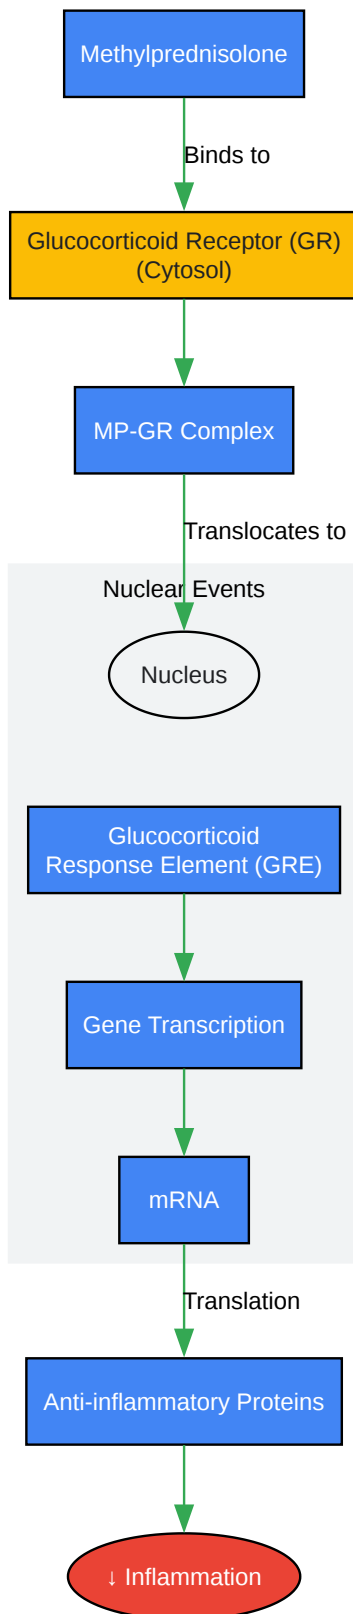 Methylprednisolone
Binds to
Glucocorticoid Receptor (GR)
(Cytosol)
MP-GR Complex
Translocates to
Nuclear Events
Nucleus
Glucocorticoid
Response Element (GRE)
Gene Transcription
mRNA
Translation
Anti-inflammatory Proteins
↓ Inflammation